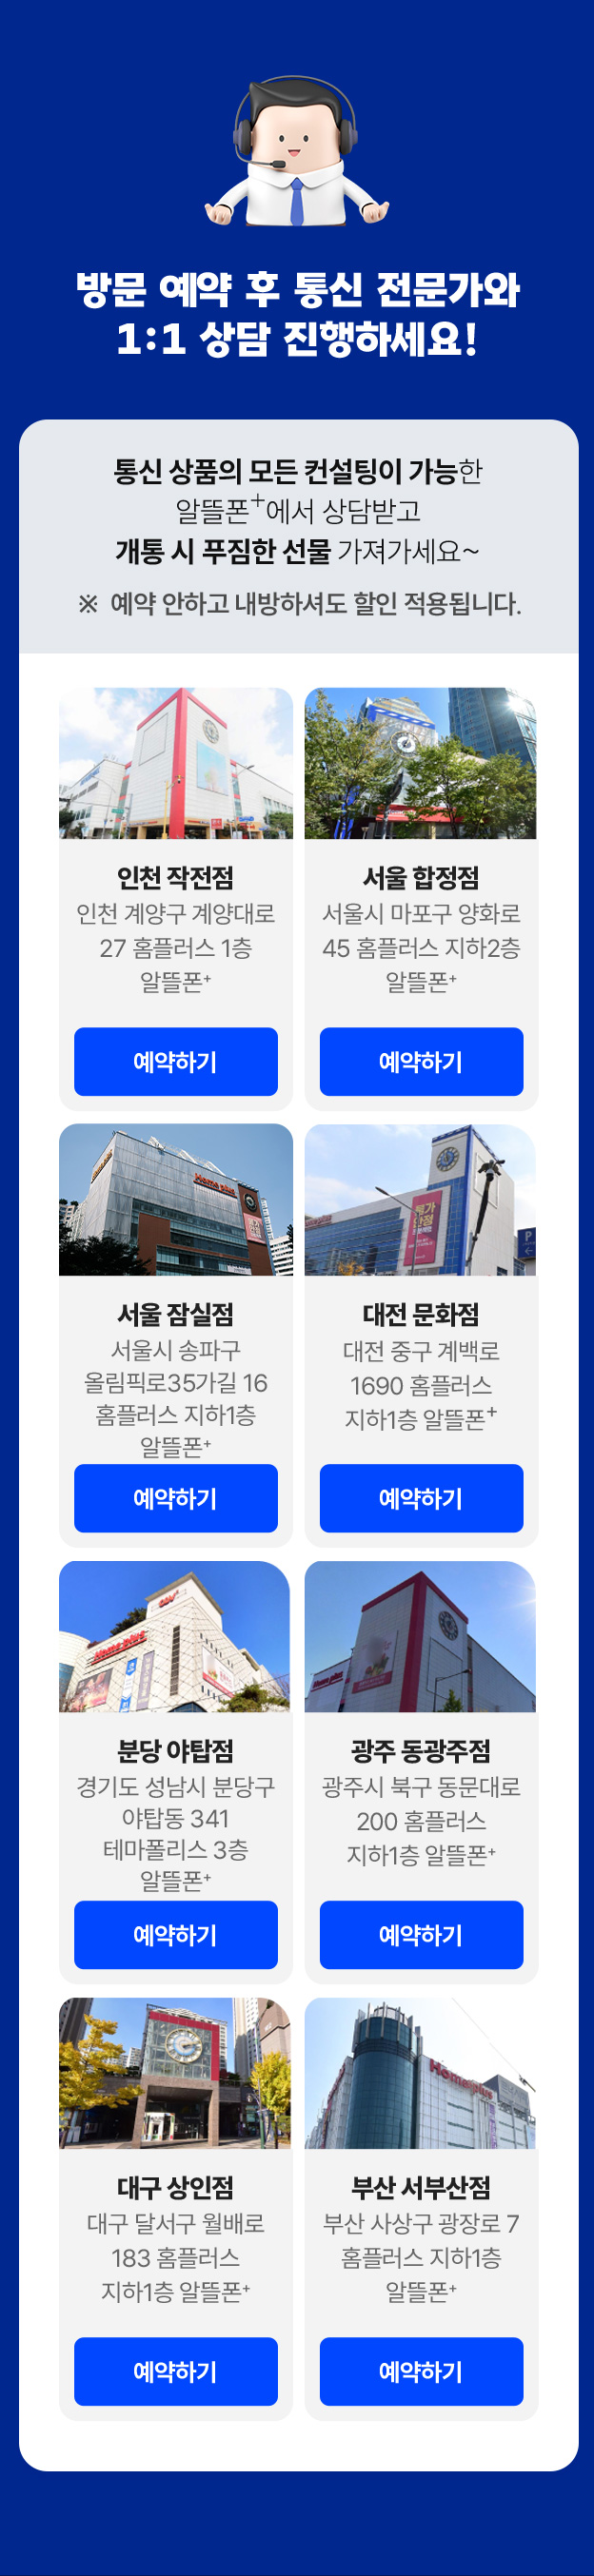 방문 예약 후 통신 전문가와
1:1 상담 진행하세요!
통신 상품의 모든 컨설팅이 가능한
알뜰폰+에서 상담받고
개통 시 푸짐한 선물 가져가세요~
※ 예약 안하고 내방하셔도 할인 적용됩니다.
인천 작전점
인천 계양구 계양대로
27 홈플러스 1층
알뜰폰+
예약하기
서울 합정점
서울시 마포구 양화로
45 홈플러스 지하2층
알뜰폰+
예약하기
Home plus
서울 잠실점
서울시 송파구
올림픽로35가길 16
홈플러스 지하1층
알뜰폰+
예약하기
물가
안정
P
대전 문화점
대전 중구 계백로
1690 홈플러스
지하1층 알뜰폰+
예약하기
CGV
Home plus
분당 야탑점
경기도 성남시 분당구
야탑동 341
테마폴리스 3층
알뜰폰+
예약하기
Home plus
광주 동광주점
광주시 북구 동문대로
200 홈플러스
지하1층 알뜰폰+
예약하기
대구 상인점
대구 달서구 월배로
183 홈플러스
지하1층 알뜰폰+
예약하기
Home plus
부산 서부산점
부산 사상구 광장로 7
홈플러스 지하1층
알뜰폰+
예약하기